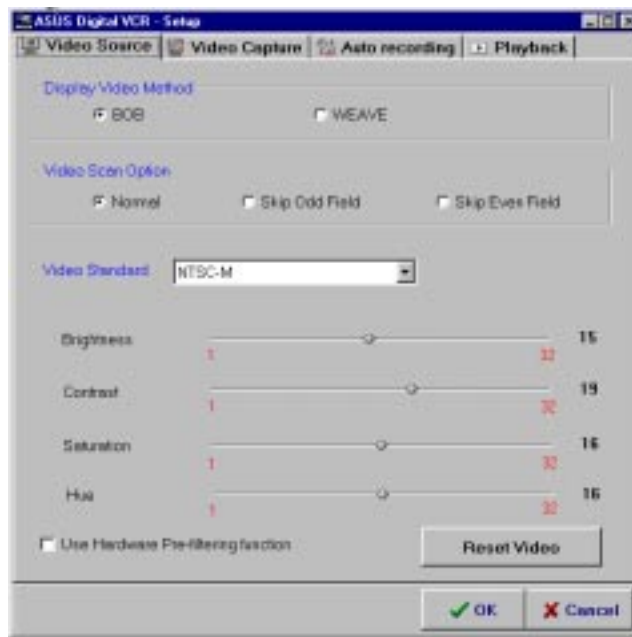 ASUS Digital VCR - Setup
Video Source Video Capture Auto recording Playback
Display Video Method
BOB WEAVE
Video Scan Option
Normal Skip Odd Field Skip Even Field
Video Standard NTSC-M
Brightness 1 32 15
Contrast 1 32 19
Saturation 1 32 16
Hue 1 32 16
Use Hardware Pre-filtering function Reset Video
OK Cancel